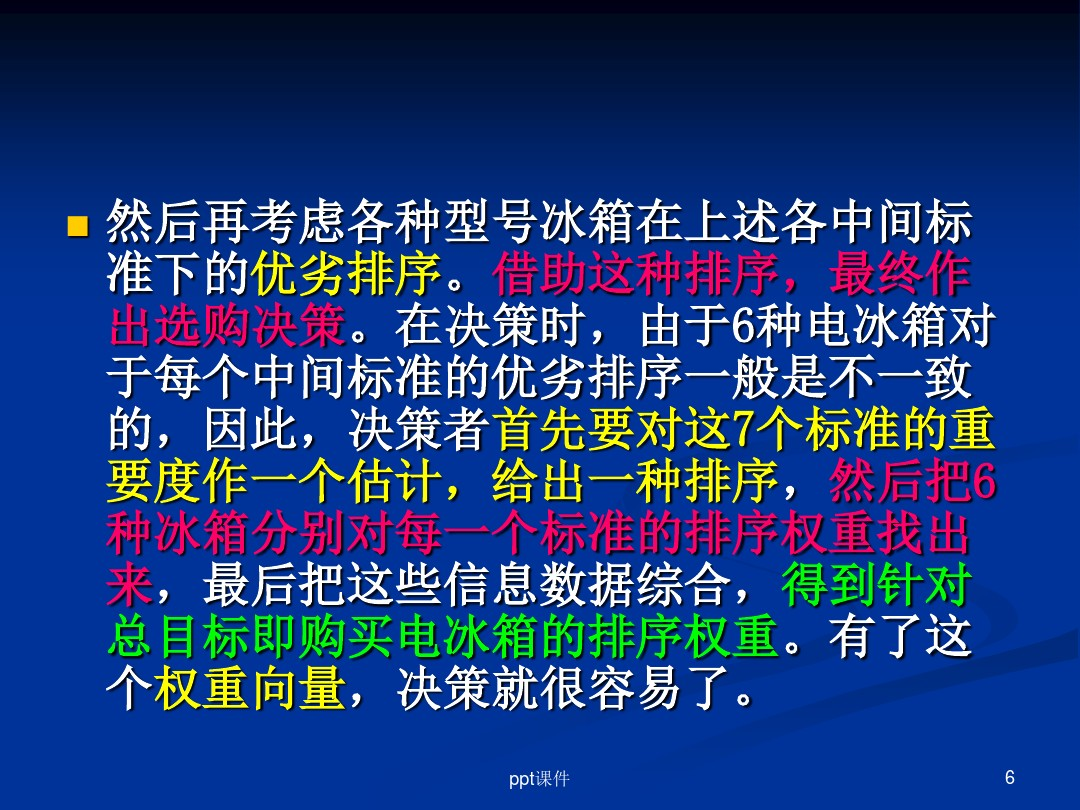 然后再考虑各种型号冰箱在上述各中间标
准下的优劣排序。借助这种排序，最终作
出选购决策。在决策时，由于6种电冰箱对
于每个中间标准的优劣排序一般是不一致
的，因此，决策者首先要对这7个标准的重
要度作一个估计，给出一种排序，然后把6
种冰箱分别对每一个标准的排序权重找出
来，最后把这些信息数据综合，得到针对
总目标即购买电冰箱的排序权重。有了这
个权重向量，决策就很容易了。
ppt课件
6